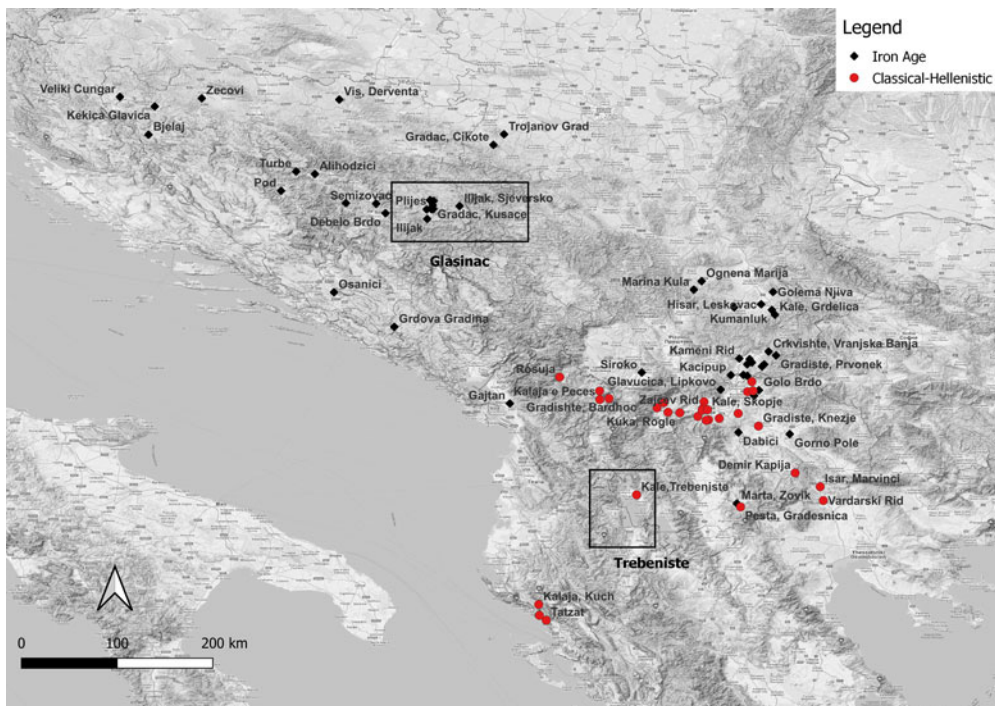 Legend
Iron Age
Classical-Hellenistic
Veliki Cungar
Zecovi
Vis, Derventa
Kekica Glavica
Bjelaj
Trojanov Grad
Gradac, Cikote
Turbe
Alihodzici
Pod
Semizovad
Plijes
Ilijak, Sjeversko
Debelo Brdo
Gradac, Kusace
Ilijak
Glasinac
Osanici
Grdova Gradina
Ognena Marija
Marina Kula
Golema Njiva
Hisar, Leskovac
Kale, Grdelica
Kumanluk
Crkvishte, Vranjska Banja
Kameni Rid
Gradiste, Prvonek
Siroko
Kacipup
Rosuja
Glavucica, Lipkovo
Golo Brdo
Kalaja e Peces
Gajtan
Zajcev Rid
Kale, Skopje
Gradishte, Bardhoc
Kuka, Rogle
Gradiste, Knezje
Dabici
Gorno Pole
Demir Kapija
Isar, Marvinci
Kale,Trebeniste
Marta, Zovik
Vardarski Rid
Pesta, Gradesnica
Trebeniste
Kalaja, Kuch
Tatzat
0 100 200 km